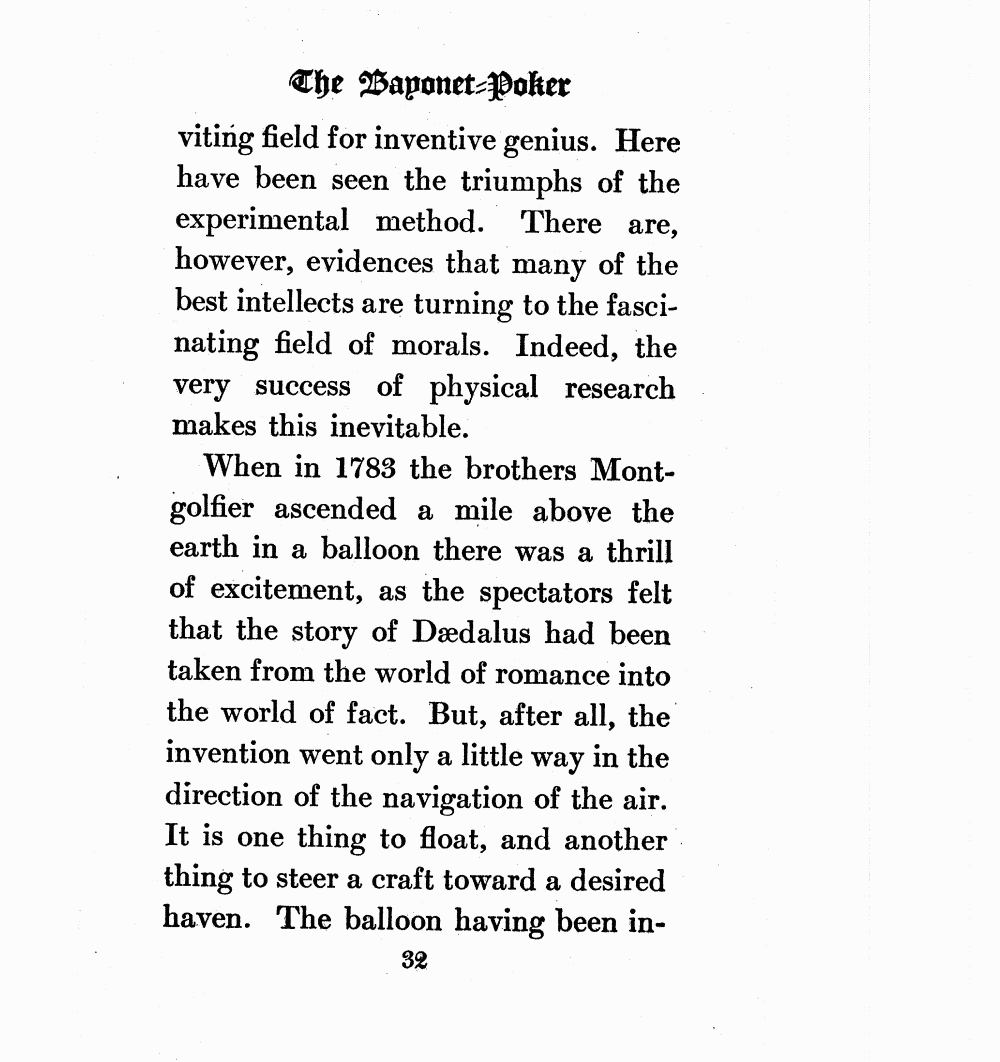 The Bayonet-Poker
viting field for inventive genius. Here
have been seen the triumphs of the
experimental method. There are,
however, evidences that many of the
best intellects are turning to the fasci-
nating field of morals. Indeed, the
very success of physical research
makes this inevitable.
When in 1783 the brothers Mont-
golfier ascended a mile above the
earth in a balloon there was a thrill
of excitement, as the spectators felt
that the story of Dædalus had been
taken from the world of romance into
the world of fact. But, after all, the
invention went only a little way in the
direction of the navigation of the air.
It is one thing to float, and another
thing to steer a craft toward a desired
haven. The balloon having been in-
32